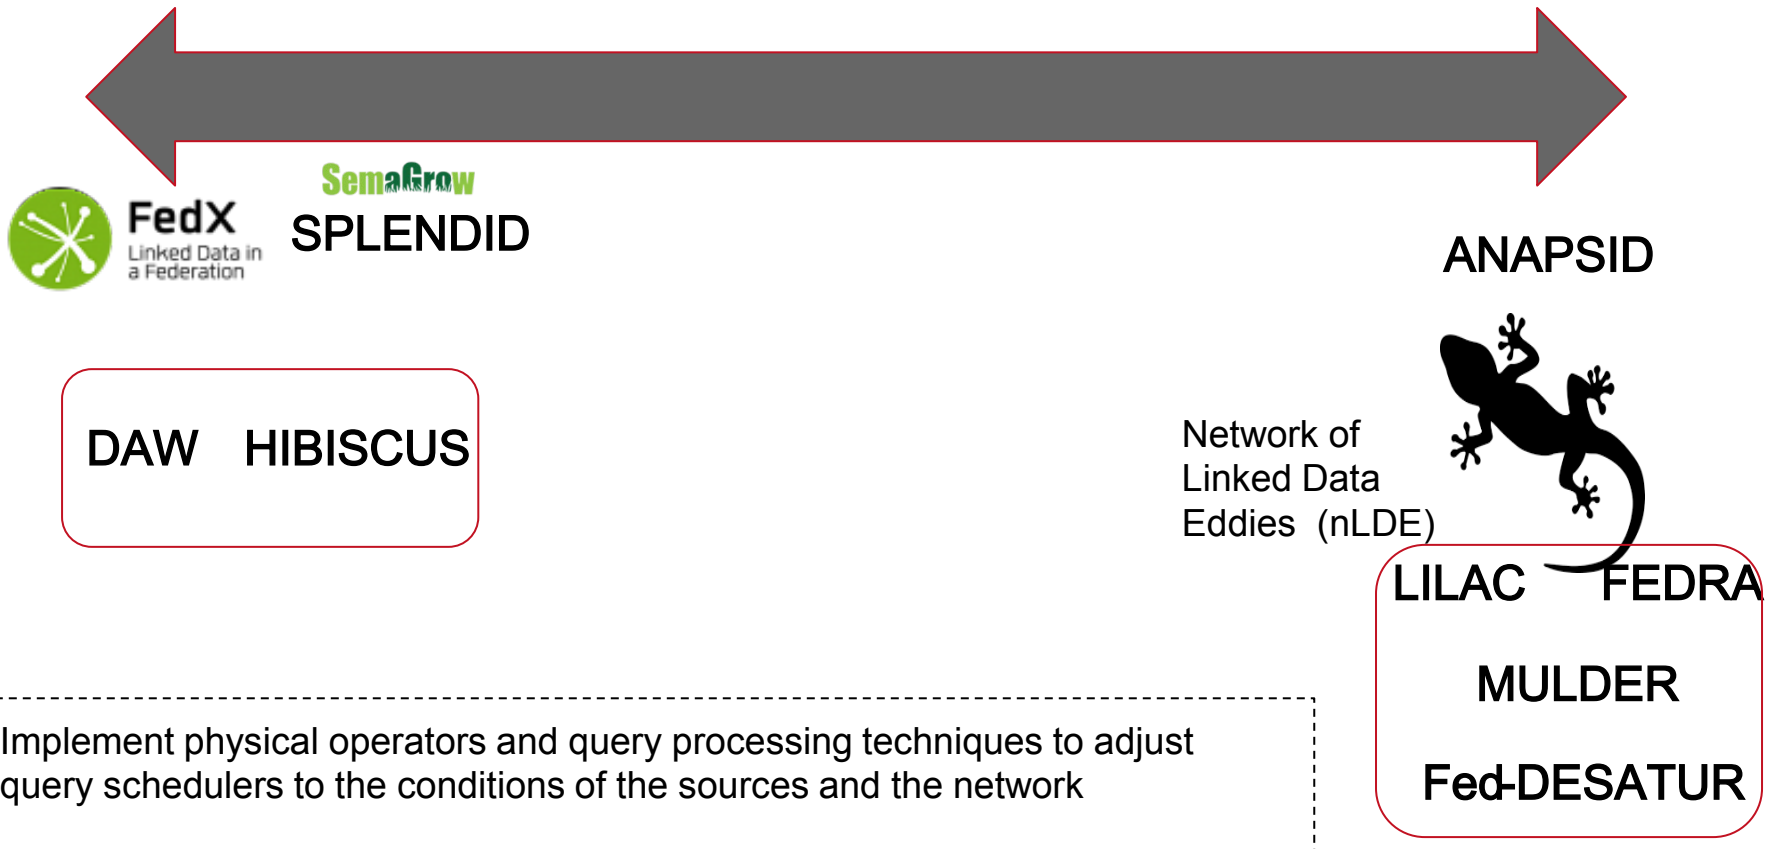 SemaGrow
FedX
Linked Data in
a Federation
SPLENDID
ANAPSID
DAW HIBISCUS
Network of
Linked Data
Eddies (nLDE)
LILAC FEDRA
MULDER
Fed-DESATUR
Implement physical operators and query processing techniques to adjust
query schedulers to the conditions of the sources and the network